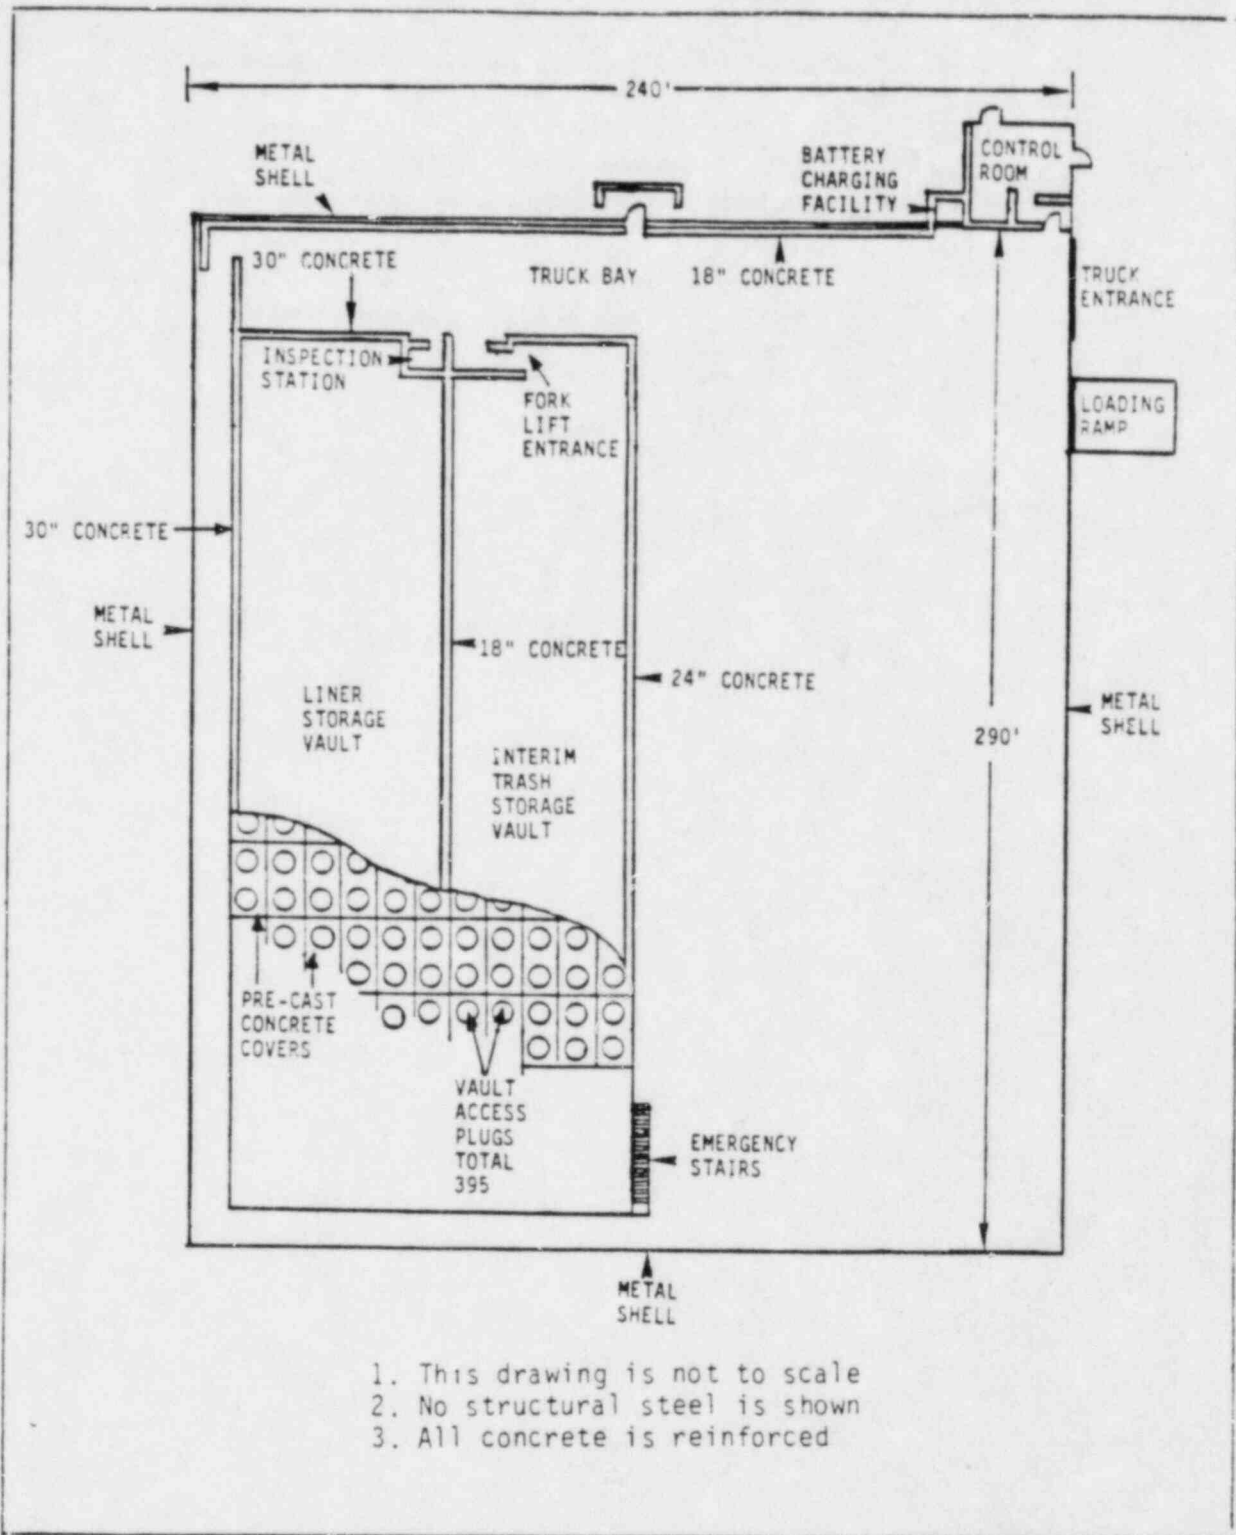 240'
METAL
SHELL
BATTERY
CHARGING
FACILITY
CONTROL
ROOM
30" CONCRETE
TRUCK BAY
18" CONCRETE
TRUCK
ENTRANCE
INSPECTION
STATION
FORK
LIFT
ENTRANCE
LOADING
RAMP
30" CONCRETE
METAL
SHELL
18" CONCRETE
24" CONCRETE
LINER
STORAGE
VAULT
METAL
SHELL
290'
INTERIM
TRASH
STORAGE
VAULT
PRE-CAST
CONCRETE
COVERS
VAULT
ACCESS
PLUGS
TOTAL
395
EMERGENCY
STAIRS
METAL
SHELL
1. This drawing is not to scale
2. No structural steel is shown
3. All concrete is reinforced